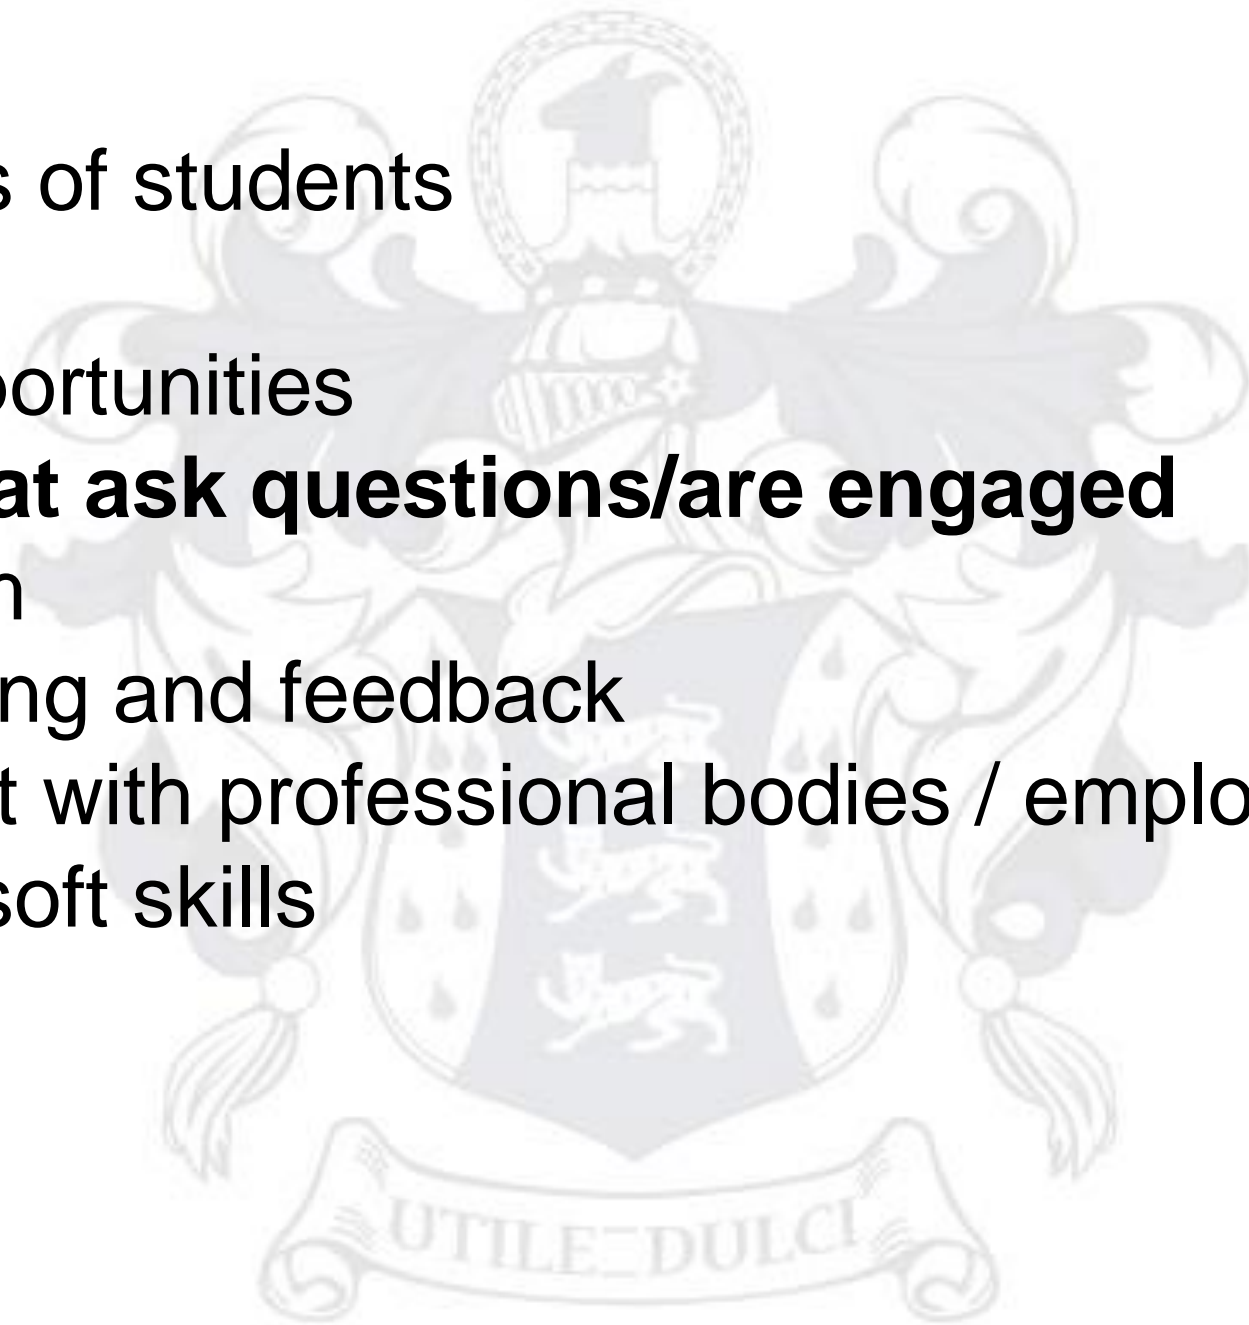 s of students
portunities
at ask questions/are engaged
n
ng and feedback
t with professional bodies / emplo
soft skills
UTILE DULCI